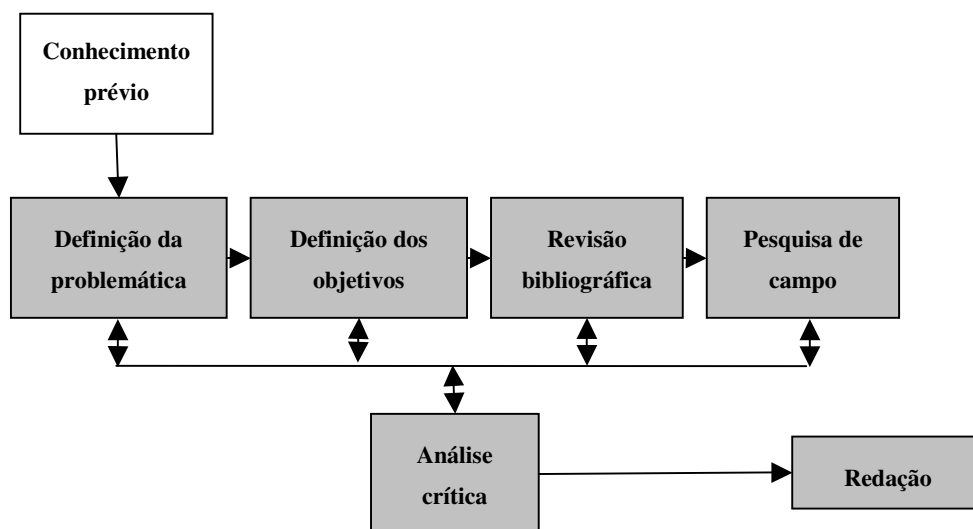 Conhecimento
prévio
Definição da
problemática
Definição dos
objetivos
Revisão
bibliográfica
Pesquisa de
campo
Análise
crítica
Redação